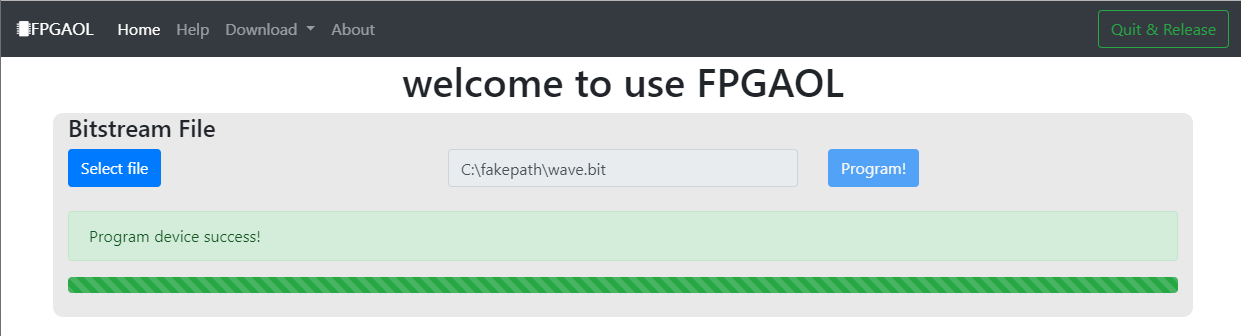 FPGAOL Home Help Download About Quit & Release
welcome to use FPGAOL
Bitstream File
Select file C:\fakepath\wave.bit Program!
Program device success!